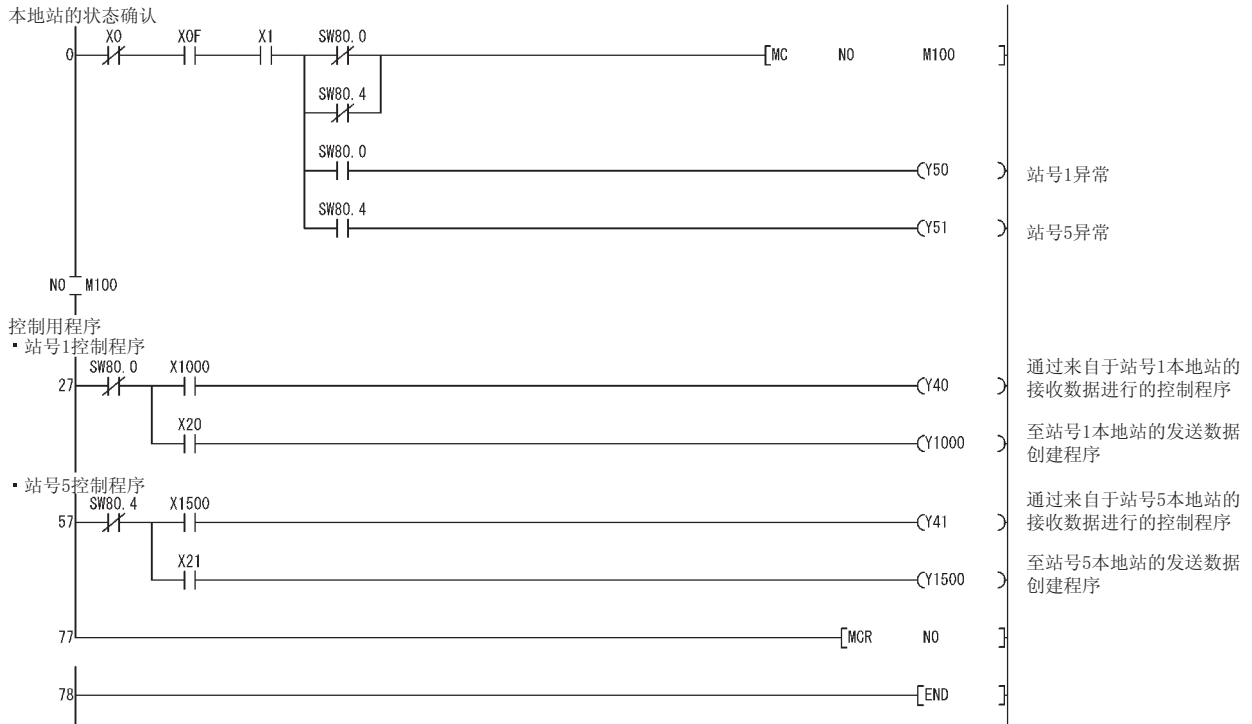 本地站的状态确认
X0 X0F X1 SW80.0
0 MC N0 M100
SW80.4
SW80.0
Y50 站号1异常
SW80.4
Y51 站号5异常
N0 M100
控制用程序
▪ 站号1控制程序
SW80.0 X1000
27 Y40
通过来自于站号1本地站的
接收数据进行的控制程序
X20
Y1000
至站号1本地站的发送数据
创建程序
▪ 站号5控制程序
SW80.4 X1500
57 Y41
通过来自于站号5本地站的
接收数据进行的控制程序
X21
Y1500
至站号5本地站的发送数据
创建程序
77 MCR N0
78 END